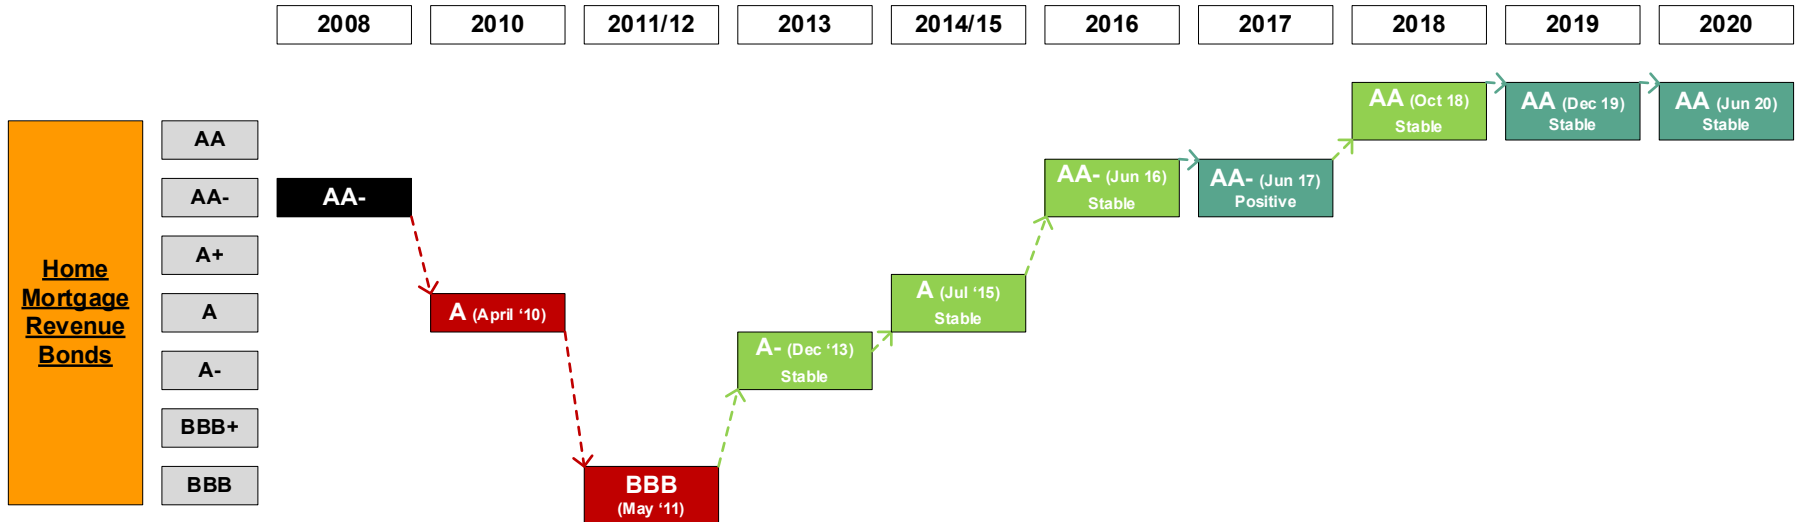 2008
2010
2011/12
2013
2014/15
2016
2017
2018
2019
2020
Home
Mortgage
Revenue
Bonds
AA
AA-
A+
A
A-
BBB+
BBB
AA-
A (April ‘10)
BBB
(May ‘11)
A- (Dec ‘13)
Stable
A (Jul ‘15)
Stable
AA- (Jun 16)
Stable
AA- (Jun 17)
Positive
AA (Oct 18)
Stable
AA (Dec 19)
Stable
AA (Jun 20)
Stable